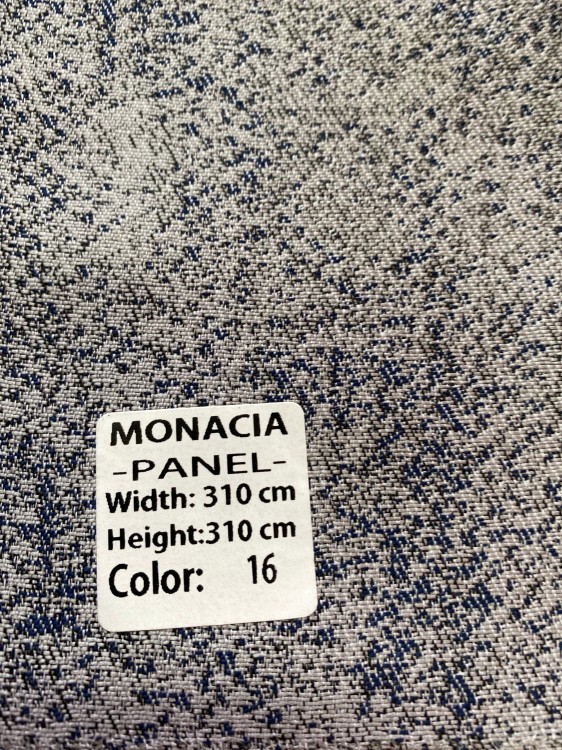 MONACIA
-PANEL-
Width: 310 cm
Height:310 cm
Color: 16